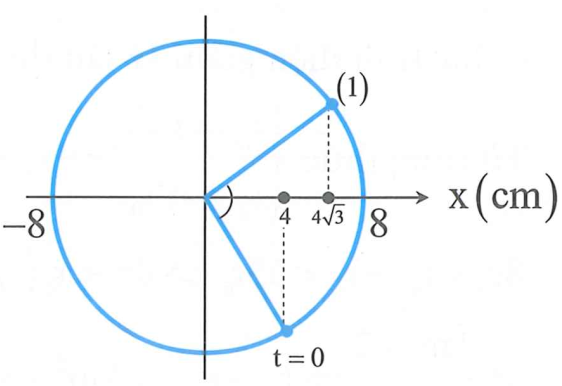 (1)
x(cm)
-8
4
4√3
8
t = 0